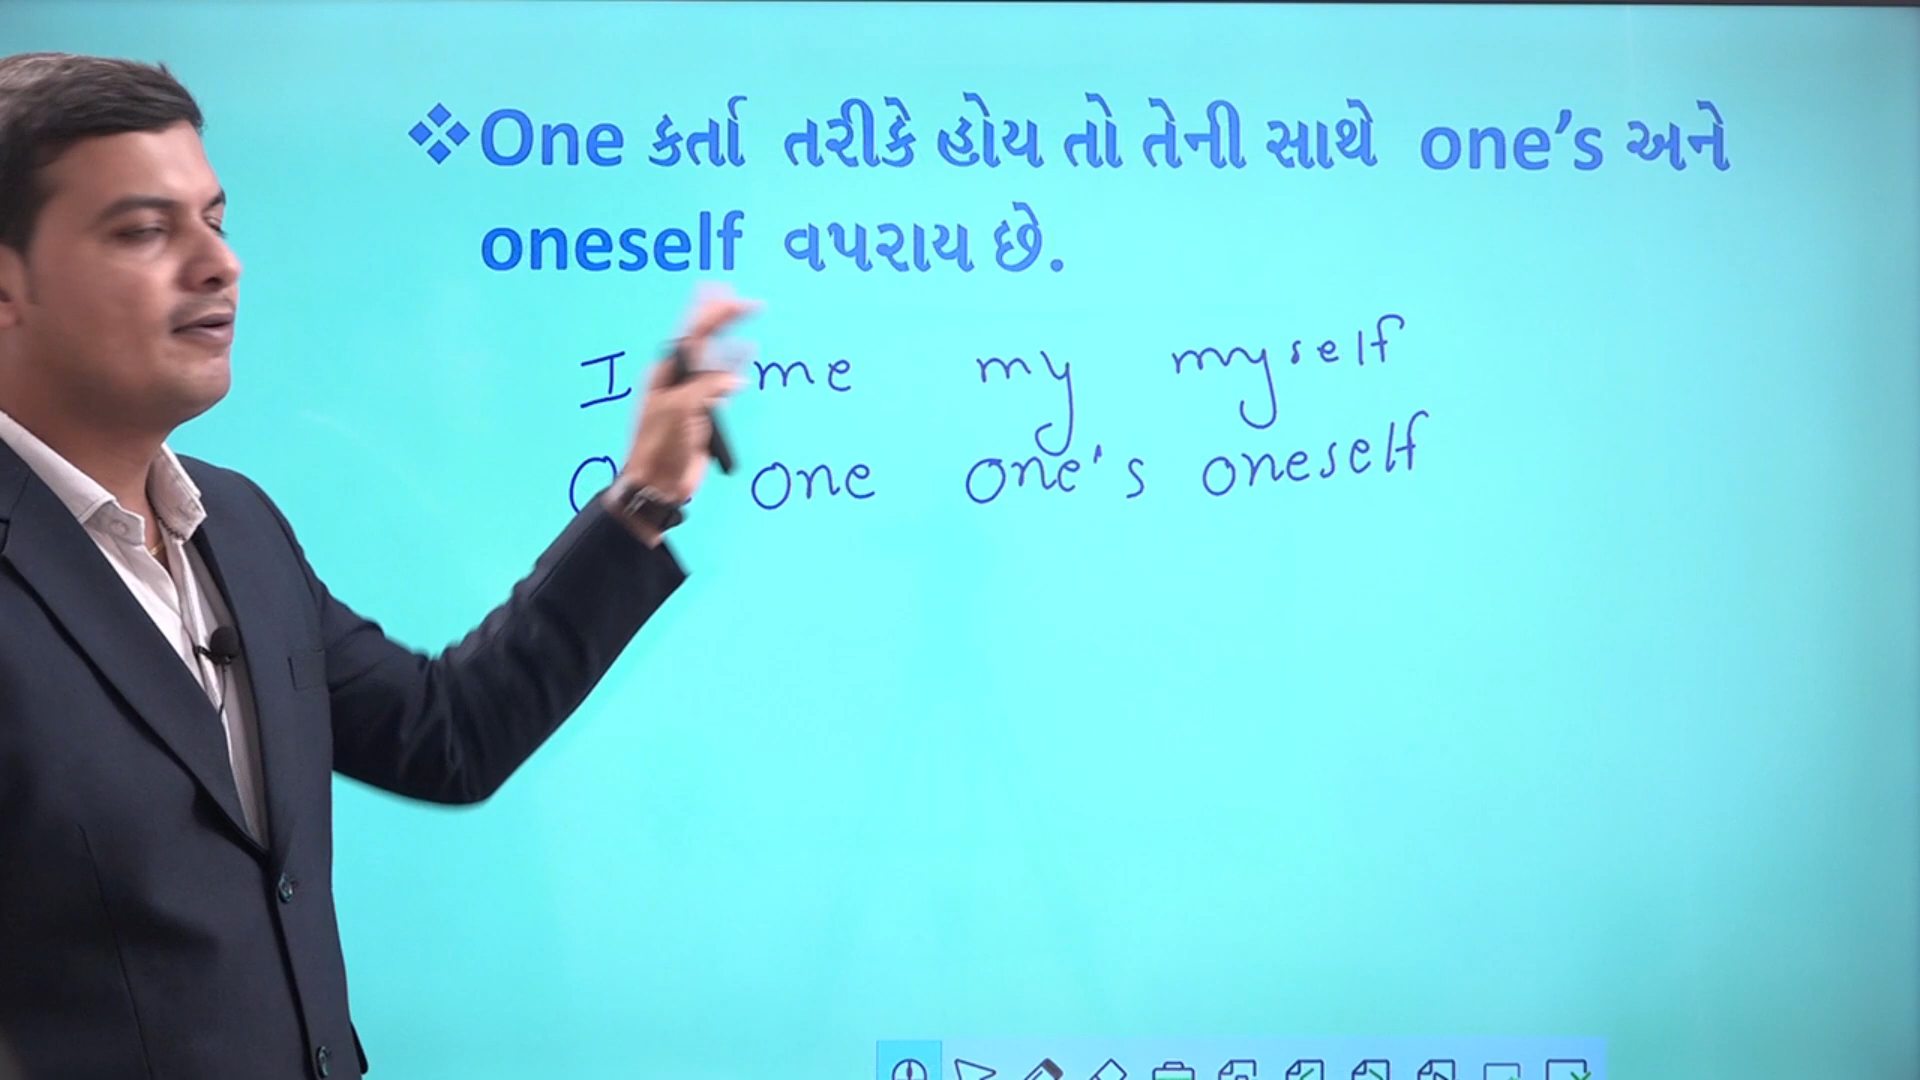 ❖One કર્તા તરીકે હોય તો તેની સાથે one's અને
oneself વપરાય છે.
I me my myself
one one's oneself